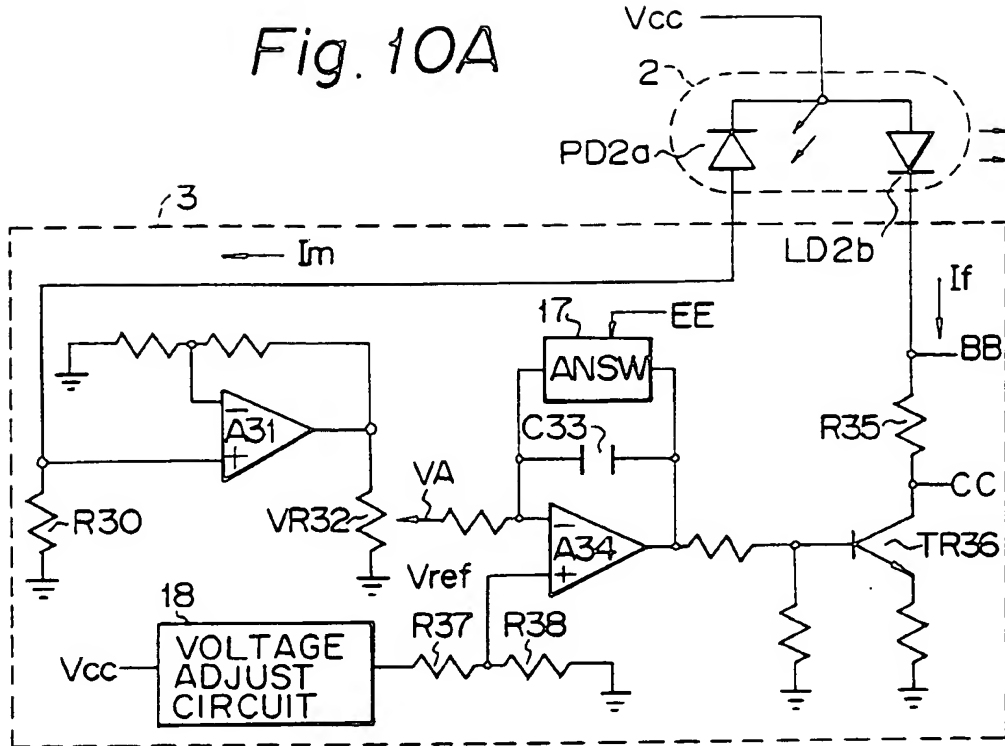 Fig. 10A
Vcc
2
PD2a
LD2b
3
Im
If
17
EE
ANSW
BB
C33
R35
A31
−
+
VA
CC
R30
VR32
−
A34
+
TR36
Vref
18
R37
R38
Vcc
VOLTAGE
ADJUST
CIRCUIT